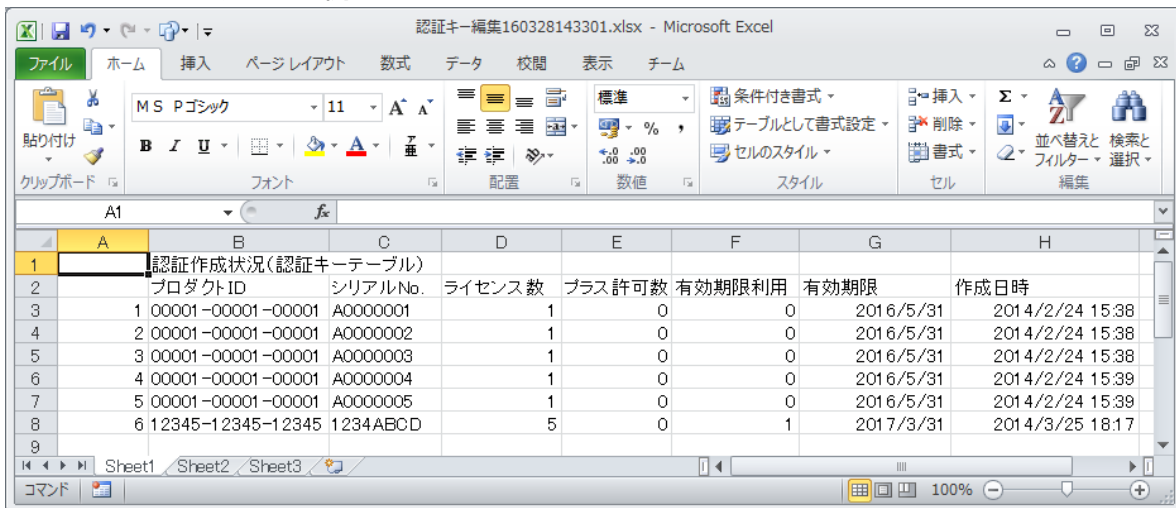 認証キー編集160328143301.xlsx - Microsoft Excel
ファイル ホーム 挿入 ページ レイアウト 数式 データ 校閲 表示 チーム
貼り付け
MS Pゴシック 11 A A
B I U A 亜
標準
% ,
.00 .00
条件付き書式
テーブルとして書式設定
セルのスタイル
挿入
削除
書式
Σ
並べ替えと フィルター
検索と 選択
クリップボード フォント 配置 数値 スタイル セル 編集
A1 fx
A B C D E F G H
1 認証作成状況(認証キーテーブル)
2 プロダクトID シリアルNo. ライセンス数 プラス許可数 有効期限利用 有効期限 作成日時
3 1 00001-00001-00001 A0000001 1 0 0 2016/5/31 2014/2/24 15:38
4 2 00001-00001-00001 A0000002 1 0 0 2016/5/31 2014/2/24 15:38
5 3 00001-00001-00001 A0000003 1 0 0 2016/5/31 2014/2/24 15:38
6 4 00001-00001-00001 A0000004 1 0 0 2016/5/31 2014/2/24 15:39
7 5 00001-00001-00001 A0000005 1 0 0 2016/5/31 2014/2/24 15:39
8 6 12345-12345-12345 1234ABCD 5 0 1 2017/3/31 2014/3/25 18:17
9
Sheet1 Sheet2 Sheet3
コマンド 100%